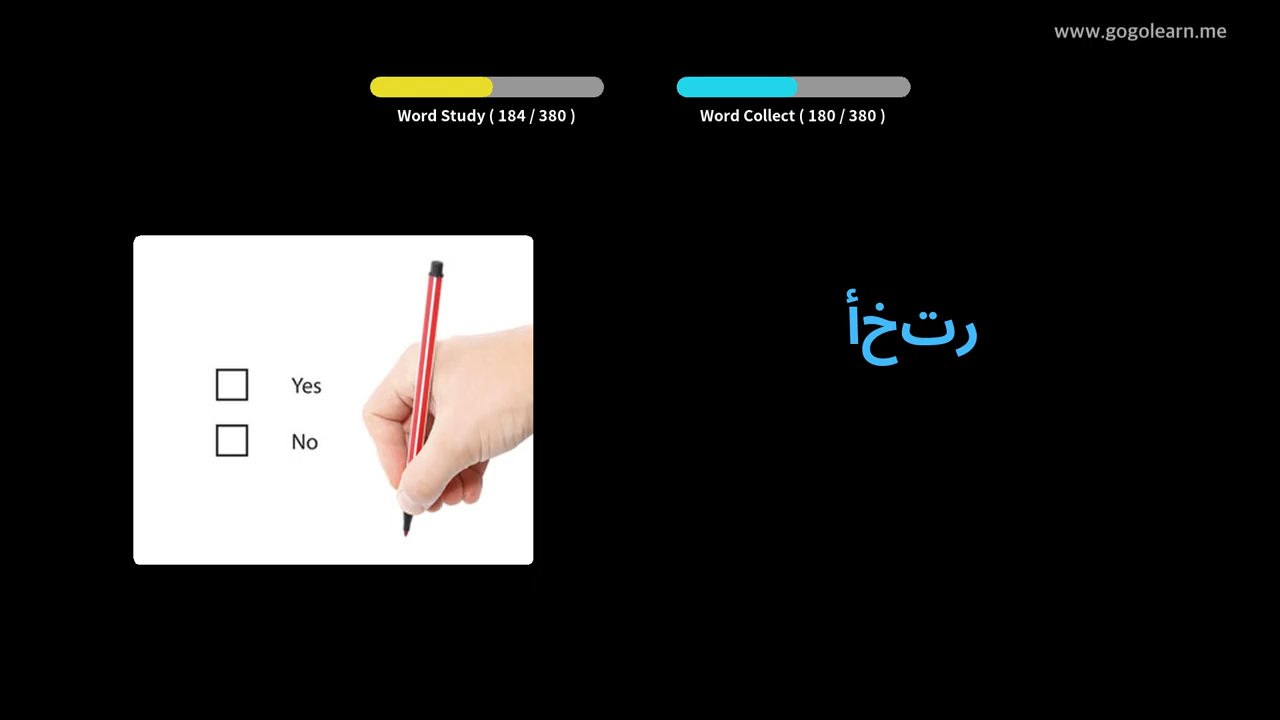 www.gogolearn.me
Word Study ( 184 / 380 )
Word Collect ( 180 / 380 )
Yes
No
رتخأ